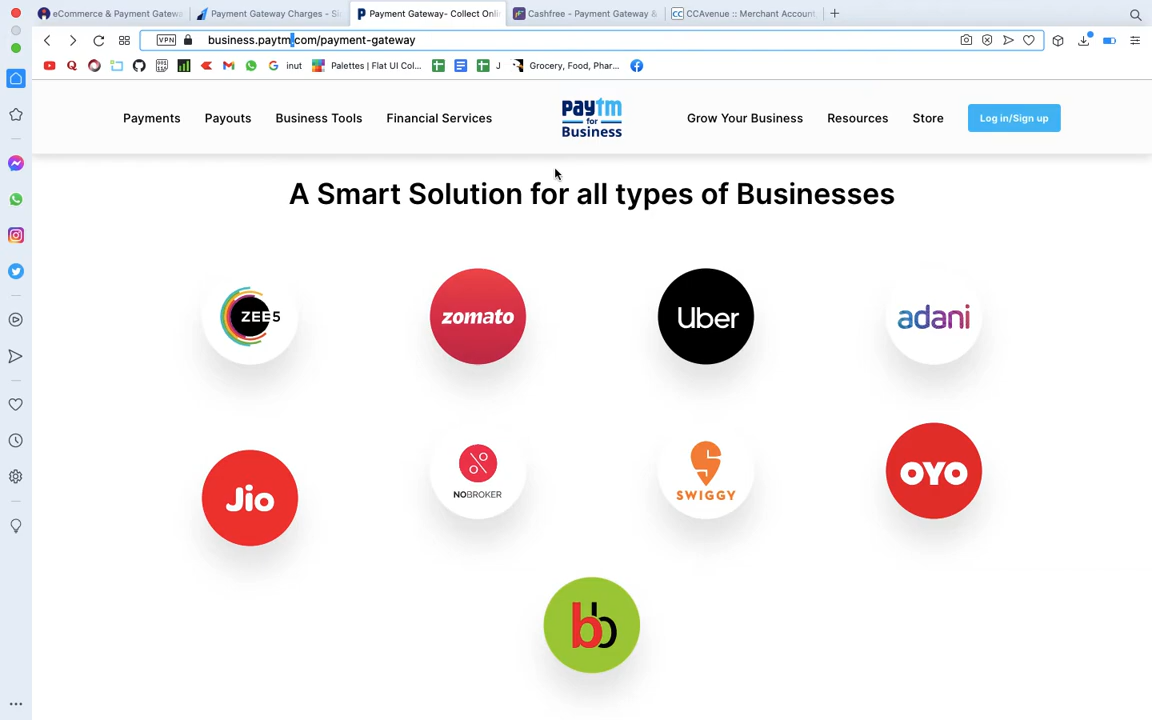 eCommerce & Payment Gatewa
Payment Gateway Charges - Si
Payment Gateway- Collect Onli
Cashfree - Payment Gateway &
CC CCAvenue :: Merchant Account
VPN
business.paytm.com/payment-gateway
inut
Palettes | Flat UI Col...
J
Grocery, Food, Phar...
Payments
Payouts
Business Tools
Financial Services
paytm
for
Business
Grow Your Business
Resources
Store
Log in/Sign up
A Smart Solution for all types of Businesses
ZEE5
zomato
Uber
adani
Jio
NOBROKER
SWIGGY
OYO
bb